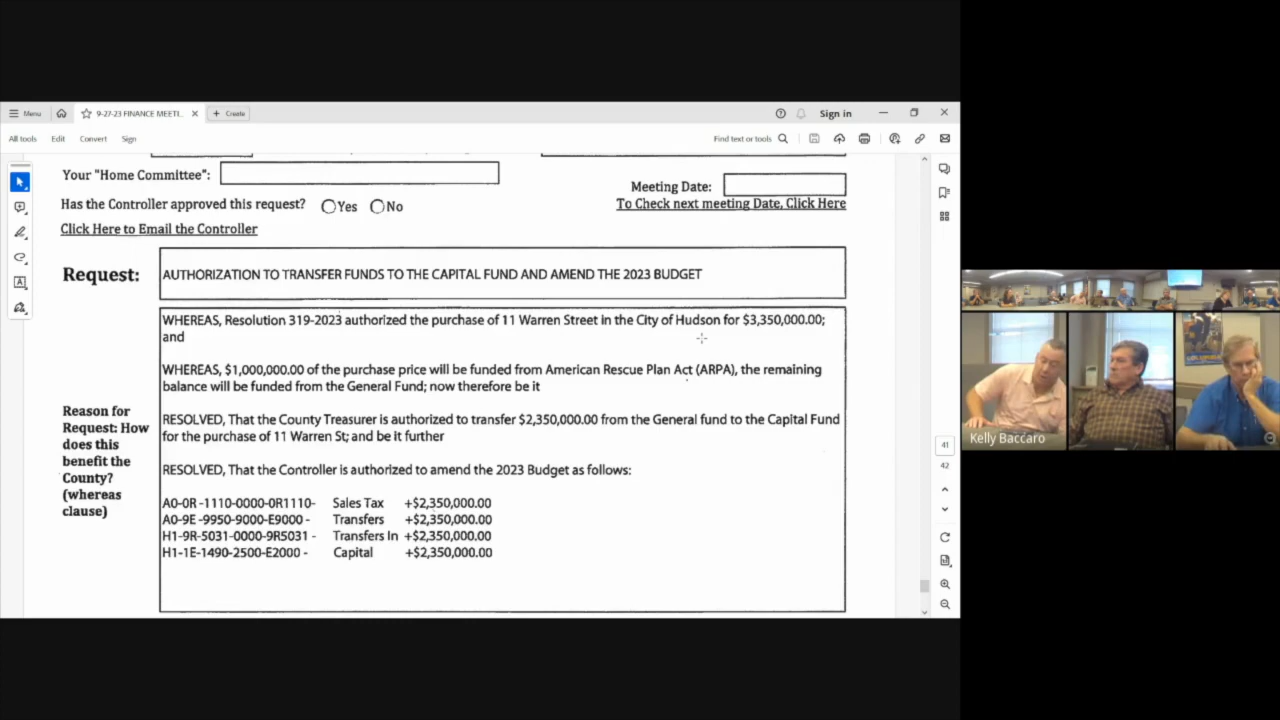 Menu
9-27-23 FINANCE MEETI...
Create
Sign in
All tools
Edit
Convert
Sign
Find text or tools
Your "Home Committee":
Meeting Date:
Has the Controller approved this request?
Yes
No
To Check next meeting Date, Click Here
Click Here to Email the Controller
Request:
AUTHORIZATION TO TRANSFER FUNDS TO THE CAPITAL FUND AND AMEND THE 2023 BUDGET
Reason for
Request: How
does this
benefit the
County?
(whereas
clause)
WHEREAS, Resolution 319-2023 authorized the purchase of 11 Warren Street in the City of Hudson for $3,350,000.00;
and
WHEREAS, $1,000,000.00 of the purchase price will be funded from American Rescue Plan Act (ARPA), the remaining
balance will be funded from the General Fund; now therefore be it
RESOLVED, That the County Treasurer is authorized to transfer $2,350,000.00 from the General fund to the Capital Fund
for the purchase of 11 Warren St; and be it further
RESOLVED, That the Controller is authorized to amend the 2023 Budget as follows:
A0-0R -1110-0000-0R1110- Sales Tax +$2,350,000.00
A0-9E -9950-9000-E9000 - Transfers +$2,350,000.00
H1-9R-5031-0000-9R5031 - Transfers In +$2,350,000.00
H1-1E-1490-2500-E2000 - Capital +$2,350,000.00
41
42
Kelly Baccaro